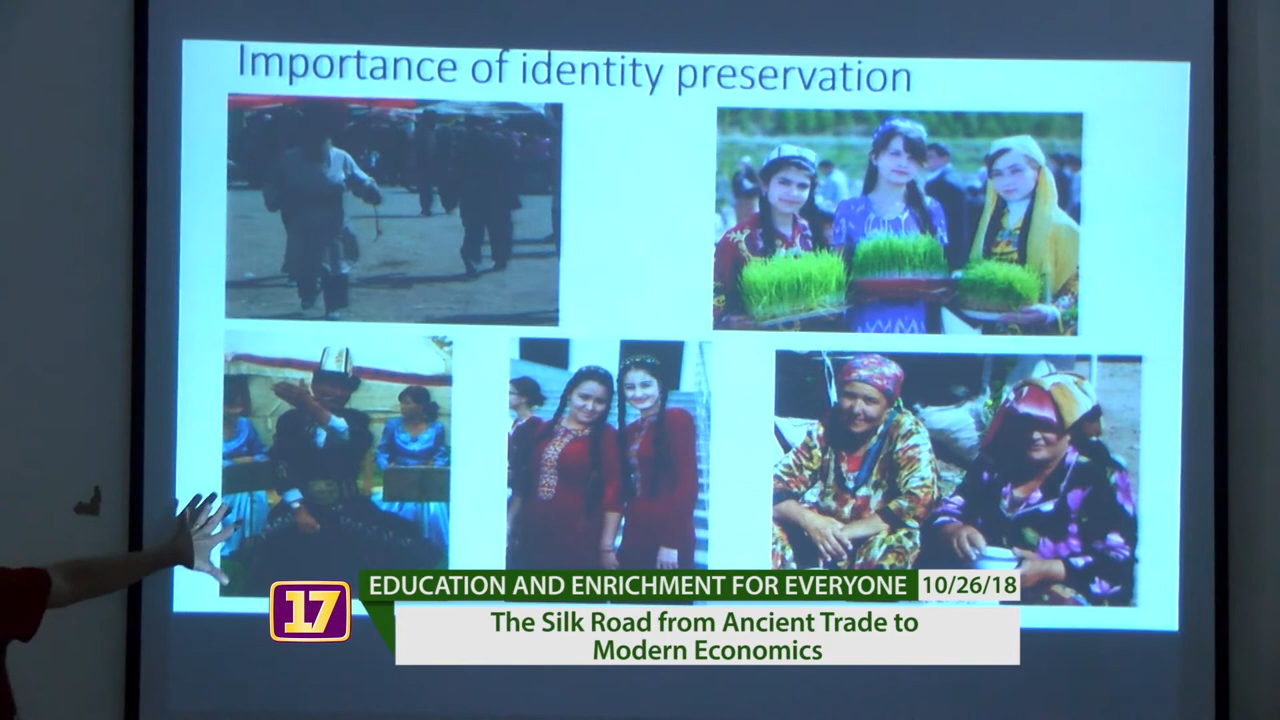 Importance of identity preservation
17
EDUCATION AND ENRICHMENT FOR EVERYONE
10/26/18
The Silk Road from Ancient Trade to
Modern Economics